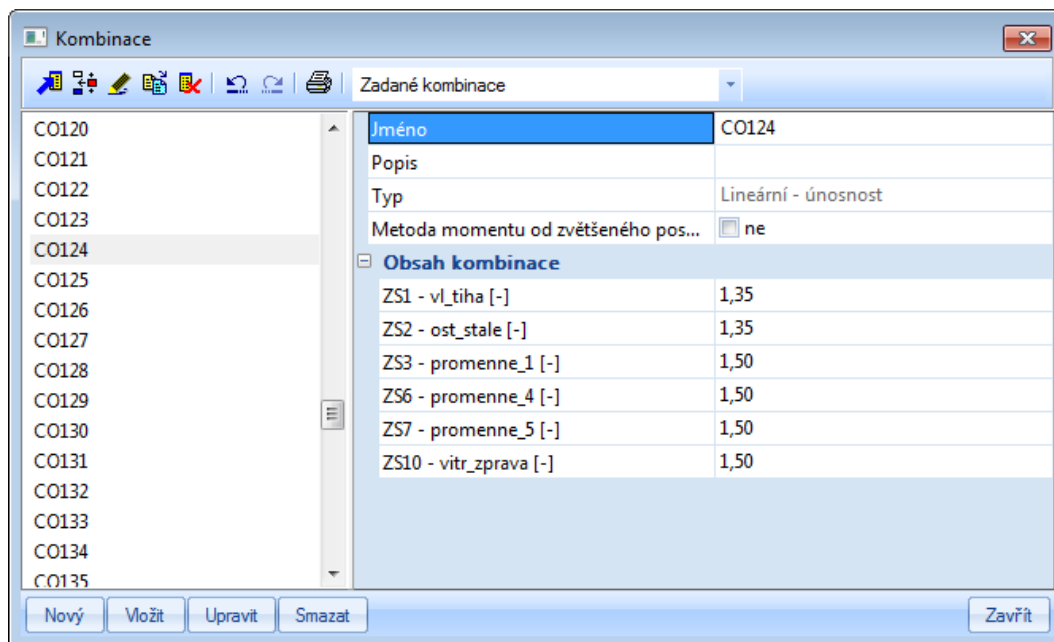 Kombinace
Zadané kombinace
CO120
CO121
CO122
CO123
CO124
CO125
CO126
CO127
CO128
CO129
CO130
CO131
CO132
CO133
CO134
CO135
Jméno CO124
Popis
Typ Lineární - únosnost
Metoda momentu od zvětšeného pos... ne
Obsah kombinace
ZS1 - vl_tiha [-] 1,35
ZS2 - ost_stale [-] 1,35
ZS3 - promenne_1 [-] 1,50
ZS6 - promenne_4 [-] 1,50
ZS7 - promenne_5 [-] 1,50
ZS10 - vitr_zprava [-] 1,50
Nový Vložit Upravit Smazat Zavřít